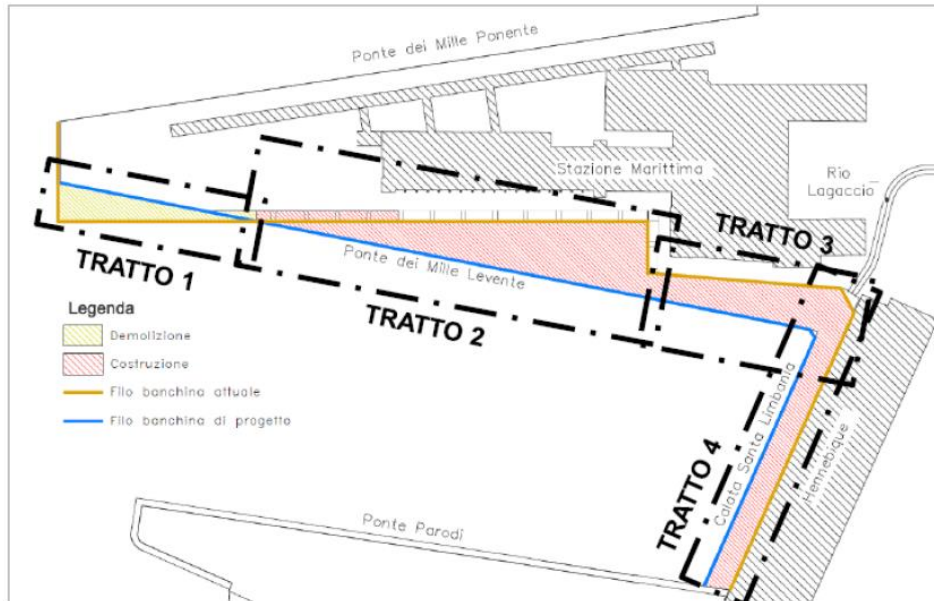 Ponte dei Mille Ponente
Stazione Marittima
Rio
Lagaccio
TRATTO 3
TRATTO 1
Ponte dei Mille Levente
TRATTO 2
Legenda
Demolizione
Costruzione
Filo banchina attuale
Filo banchina di progetto
Calata Santa Limbania
Hennebique
TRATTO 4
Ponte Parodi